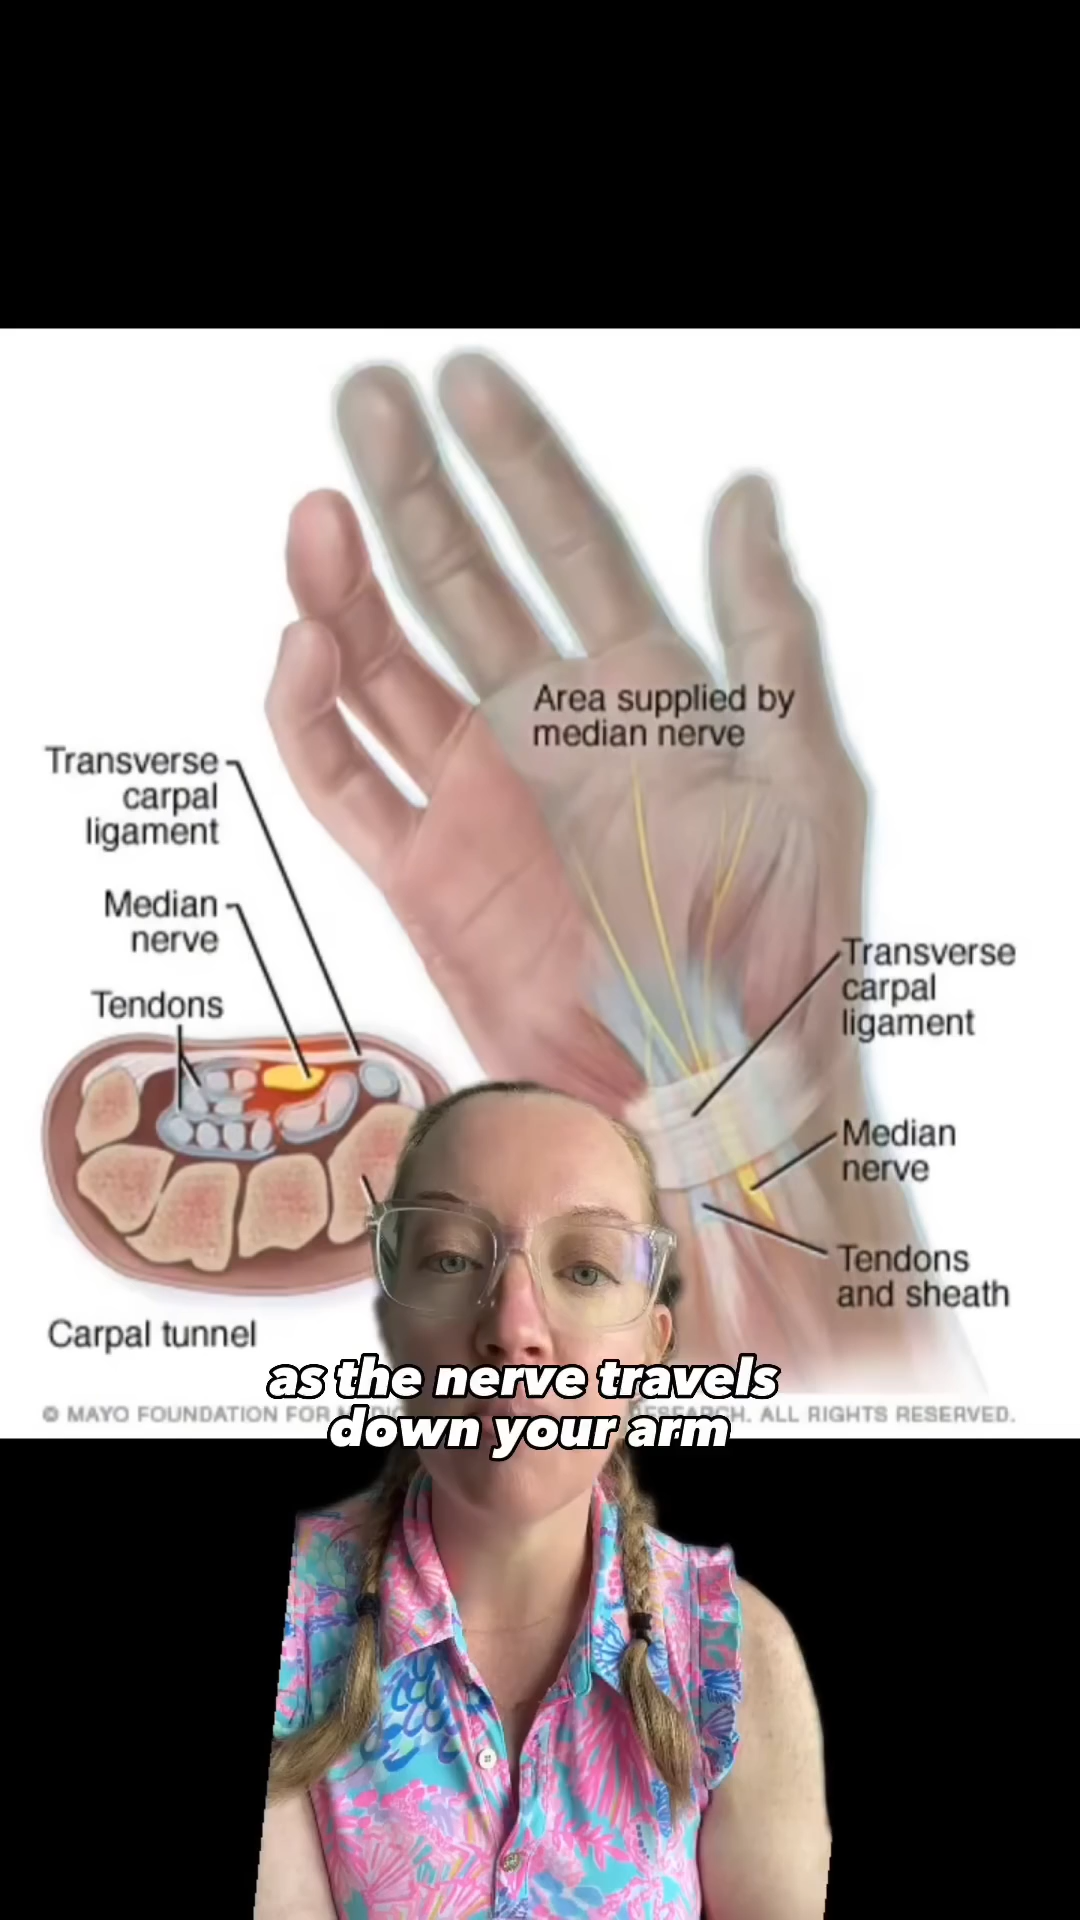 Area supplied by
median nerve
Transverse
carpal
ligament
Median
nerve
Tendons
Transverse
carpal
ligament
Median
nerve
Tendons
and sheath
Carpal tunnel
as the nerve travels
down your arm
© MAYO FOUNDATION FOR ALL RIGHTS RESERVED.